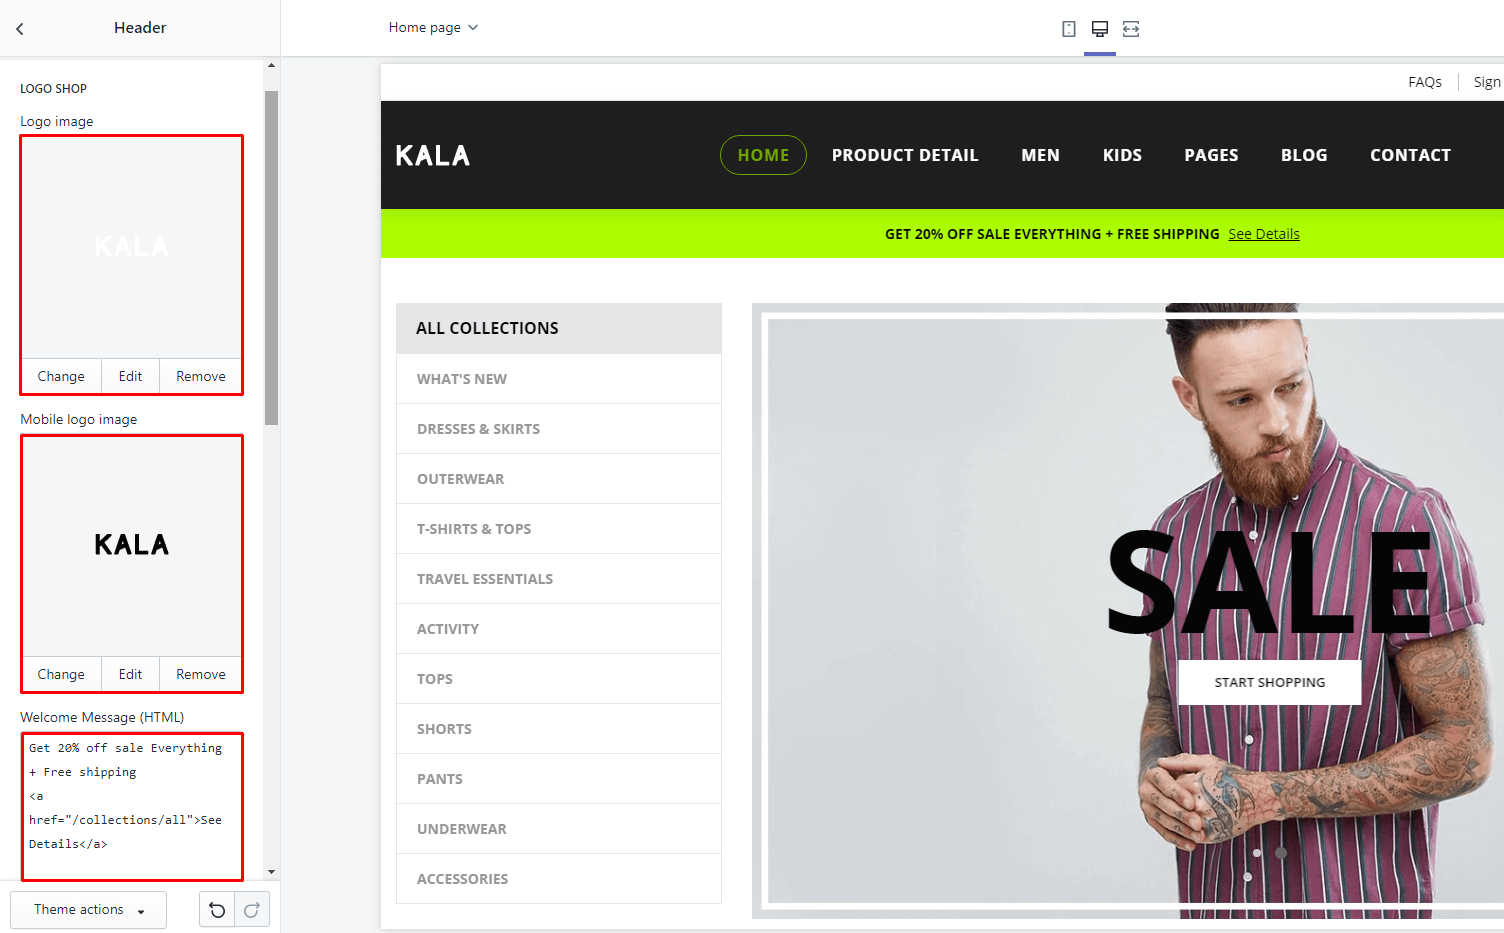 Header
Home page
LOGO SHOP
Logo image
KALA
Change Edit Remove
Mobile logo image
KALA
Change Edit Remove
Welcome Message (HTML)
Get 20% off sale Everything
+ Free shipping
<a
href="/collections/all">See
Details</a>
Theme actions
FAQs Sign
KALA
HOME PRODUCT DETAIL MEN KIDS PAGES BLOG CONTACT
GET 20% OFF SALE EVERYTHING + FREE SHIPPING See Details
ALL COLLECTIONS
WHAT'S NEW
DRESSES & SKIRTS
OUTERWEAR
T-SHIRTS & TOPS
TRAVEL ESSENTIALS
ACTIVITY
TOPS
SHORTS
PANTS
UNDERWEAR
ACCESSORIES
SALE
START SHOPPING